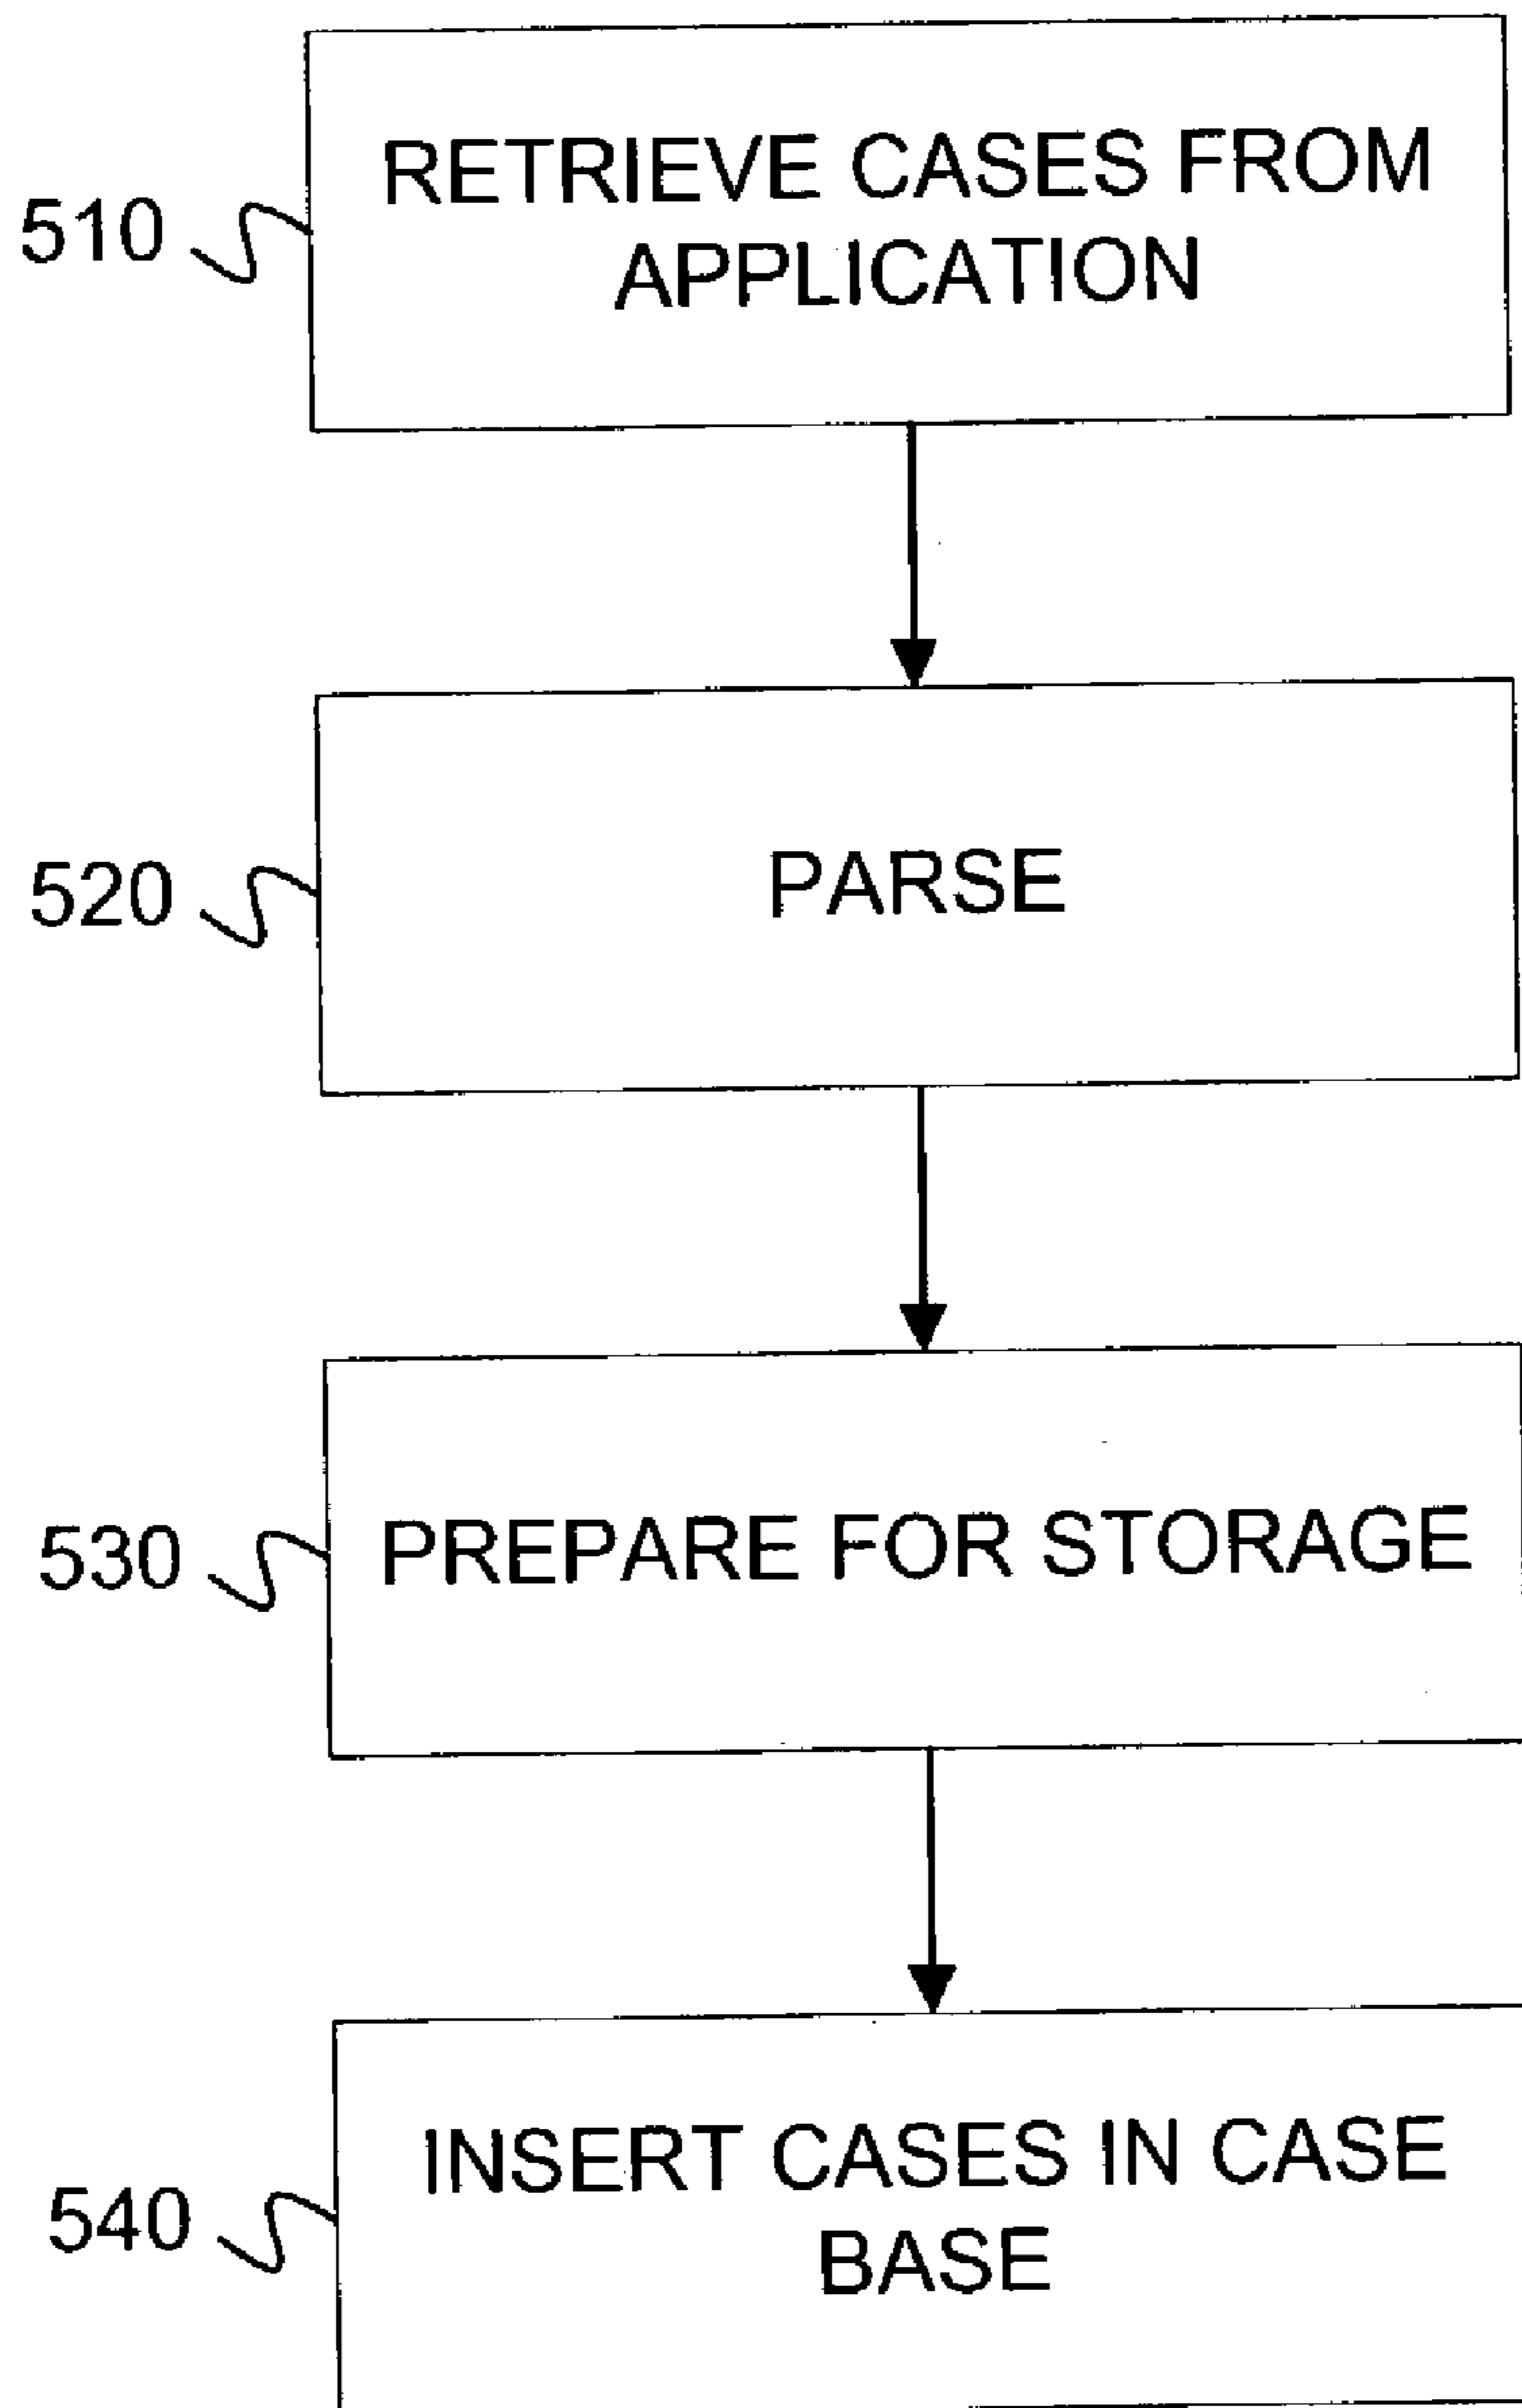 RETRIEVE CASES FROM
APPLICATION
510
PARSE
520
PREPARE FOR STORAGE
530
INSERT CASES IN CASE
BASE
540